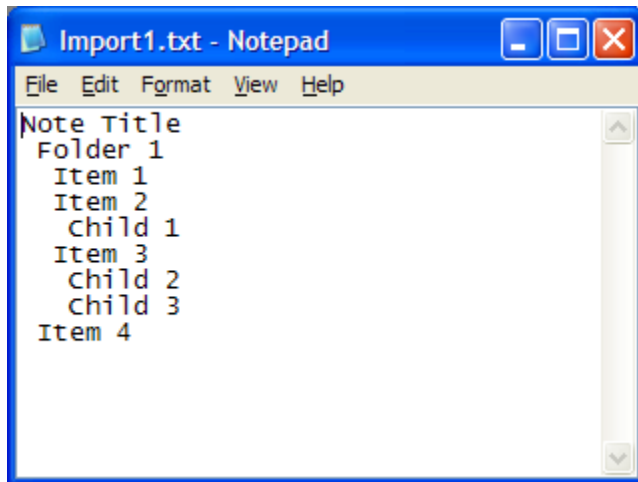 Import1.txt - Notepad
File Edit Format View Help
Note Title
 Folder 1
  Item 1
  Item 2
   Child 1
  Item 3
   Child 2
   Child 3
 Item 4